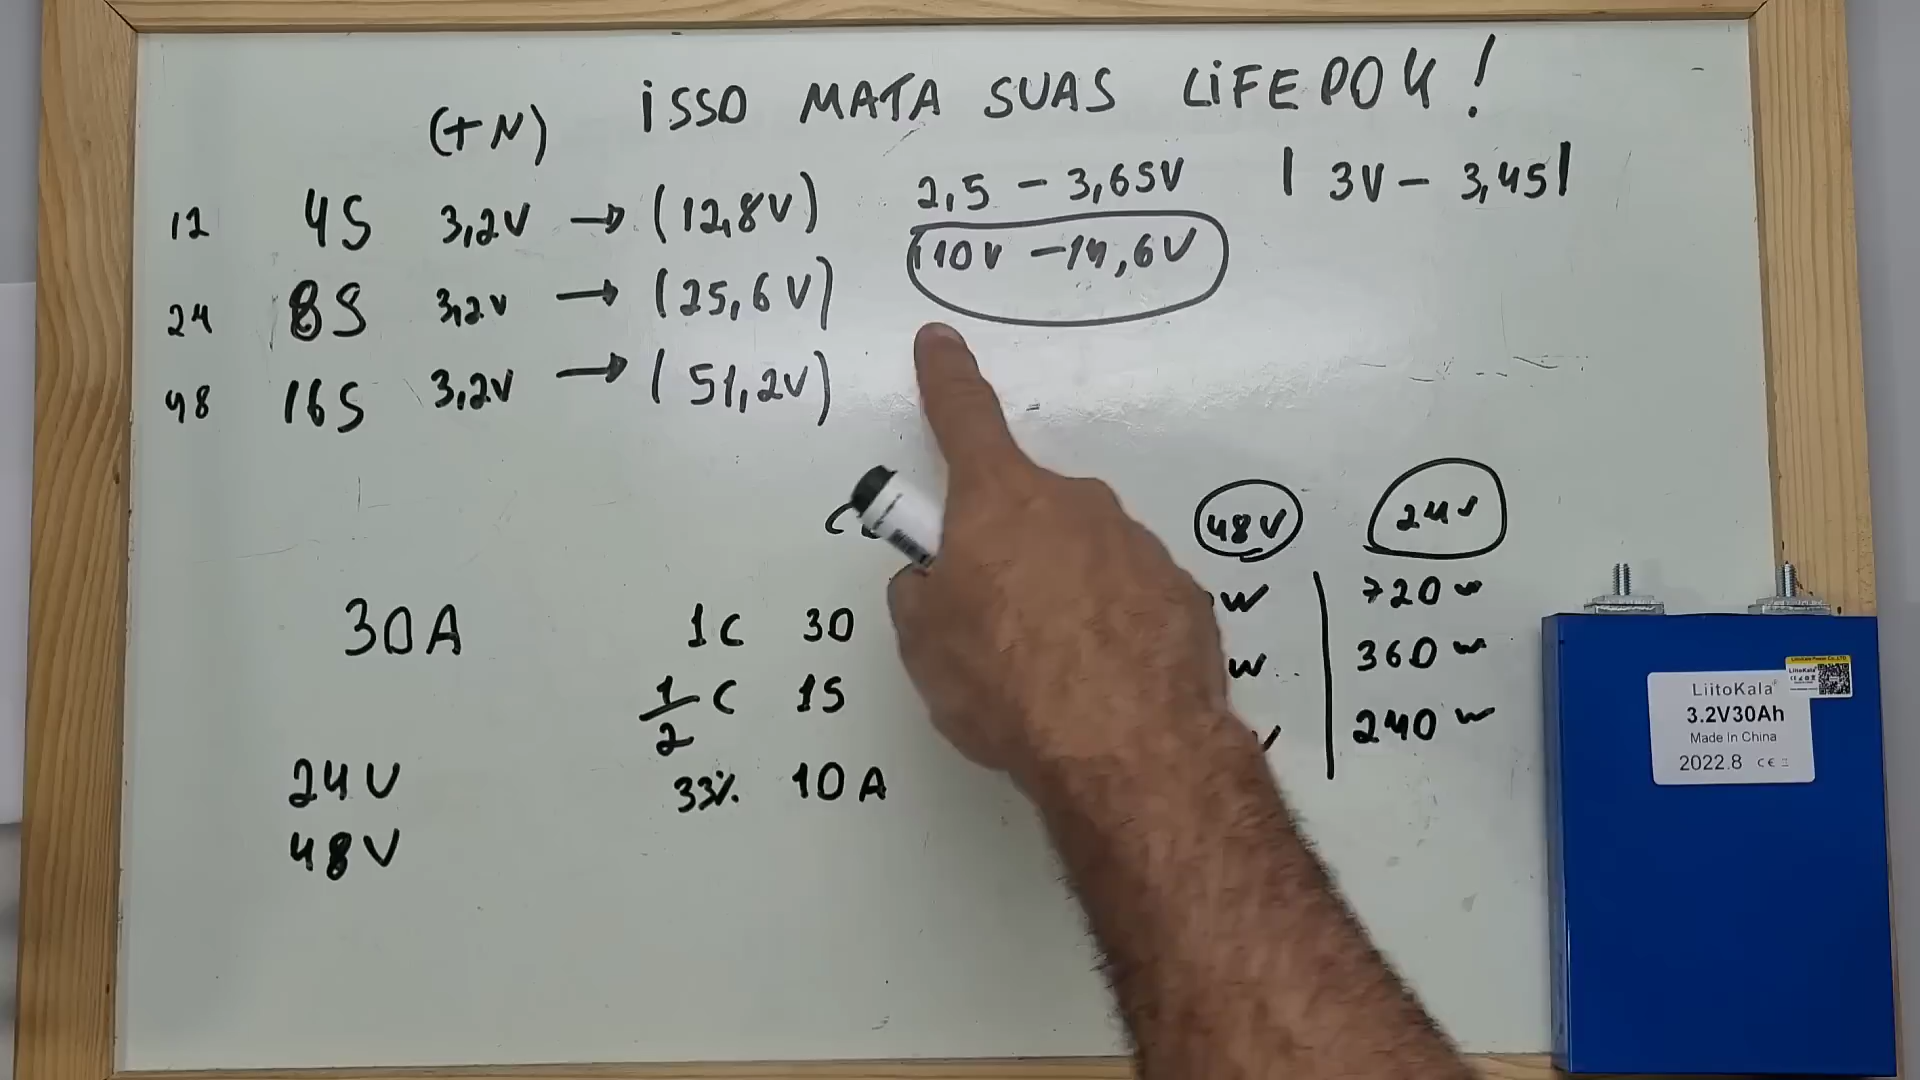 ISSO MATA SUAS LIFEPO4!
(+N)
12 4S 3,2V → (12,8V) 2,5 - 3,65V | 3V - 3,45|
10V - 14,6V
24 8S 3,2V → (25,6V)
48 16S 3,2V → (51,2V)
48V 24V
30A 1C 30 W 720W
1/2 C 15 W 360W
33% 10A W 240W
24V
48V
LiitoKala
3.2V30Ah
Made In China
2022.8 CE